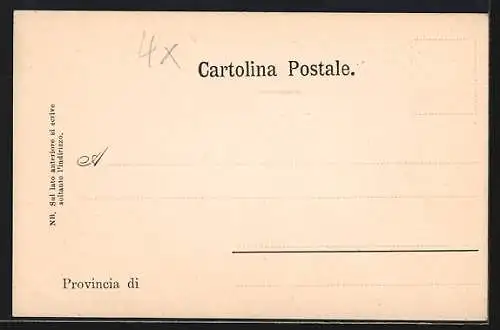 4x
Cartolina Postale.
NB. Sul lato anteriore si scrive
soltanto l'indirizzo.
A
Provincia di